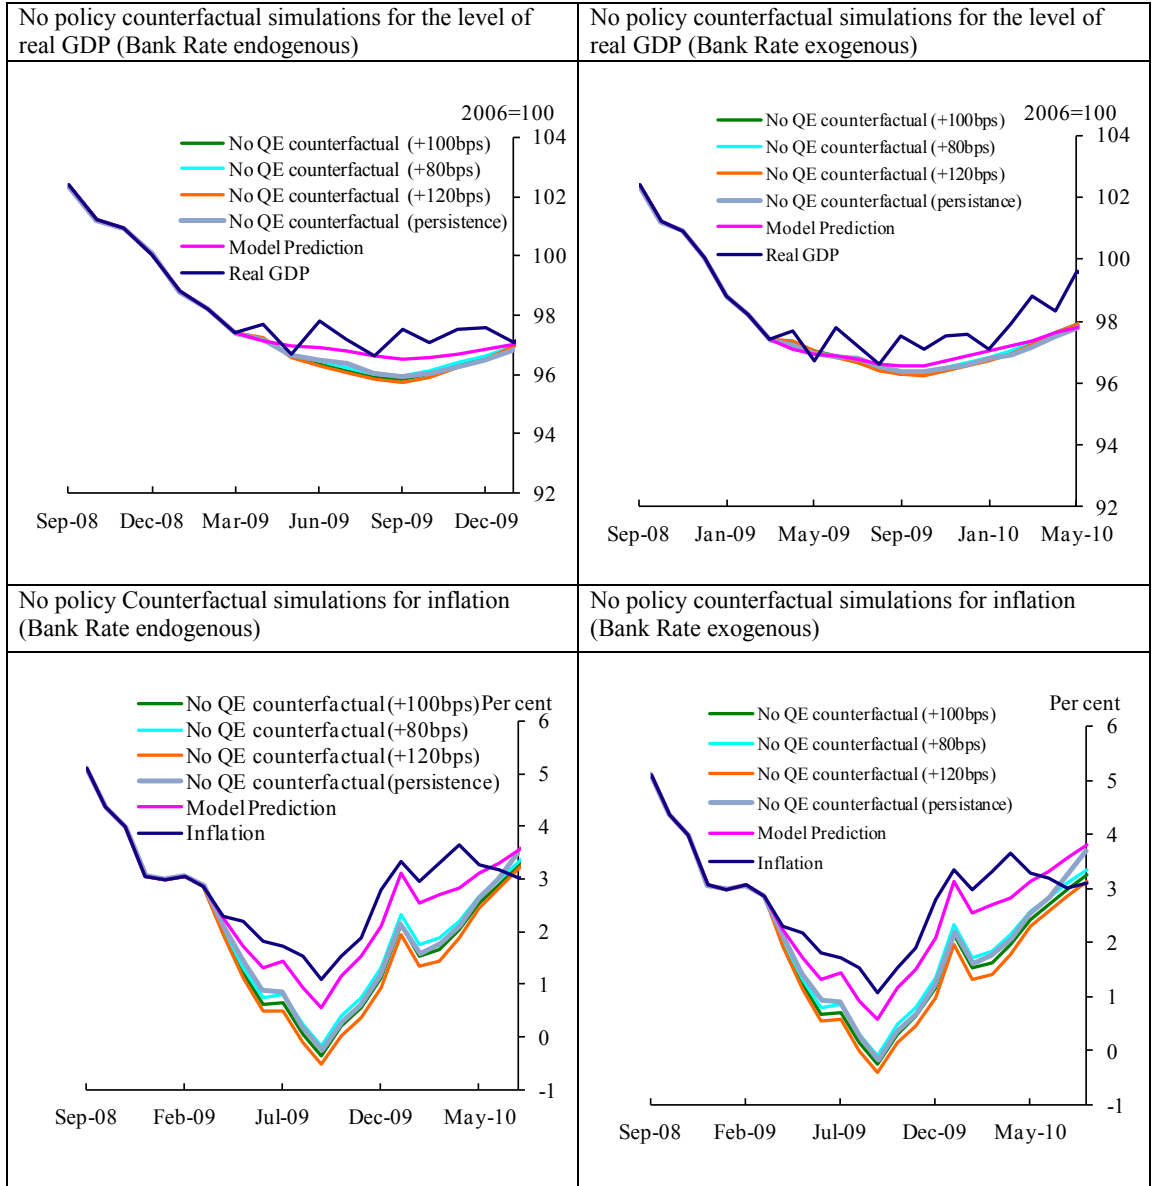 No policy counterfactual simulations for the level of
real GDP (Bank Rate endogenous)
No policy counterfactual simulations for the level of
real GDP (Bank Rate exogenous)
2006=100
No QE counterfactual (+100bps)
No QE counterfactual (+80bps)
No QE counterfactual (+120bps)
No QE counterfactual (persistence)
Model Prediction
Real GDP
104
102
100
98
96
94
92
Sep-08 Dec-08 Mar-09 Jun-09 Sep-09 Dec-09
2006=100
No QE counterfactual (+100bps)
No QE counterfactual (+80bps)
No QE counterfactual (+120bps)
No QE counterfactual (persistance)
Model Prediction
Real GDP
104
102
100
98
96
94
92
Sep-08 Jan-09 May-09 Sep-09 Jan-10 May-10
No policy Counterfactual simulations for inflation
(Bank Rate endogenous)
No policy counterfactual simulations for inflation
(Bank Rate exogenous)
Per cent
No QE counterfactual (+100bps)
No QE counterfactual (+80bps)
No QE counterfactual (+120bps)
No QE counterfactual (persistence)
Model Prediction
Inflation
6
5
4
3
2
1
0
-1
Sep-08 Feb-09 Jul-09 Dec-09 May-10
Per cent
No QE counterfactual (+100bps)
No QE counterfactual (+80bps)
No QE counterfactual (+120bps)
No QE counterfactual (persistance)
Model Prediction
Inflation
6
5
4
3
2
1
0
-1
Sep-08 Feb-09 Jul-09 Dec-09 May-10